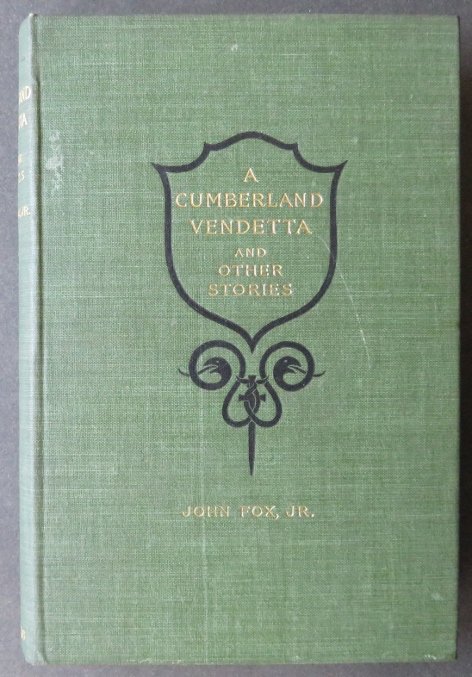 A
CUMBERLAND
VENDETTA
AND
OTHER
STORIES
JOHN FOX, JR.